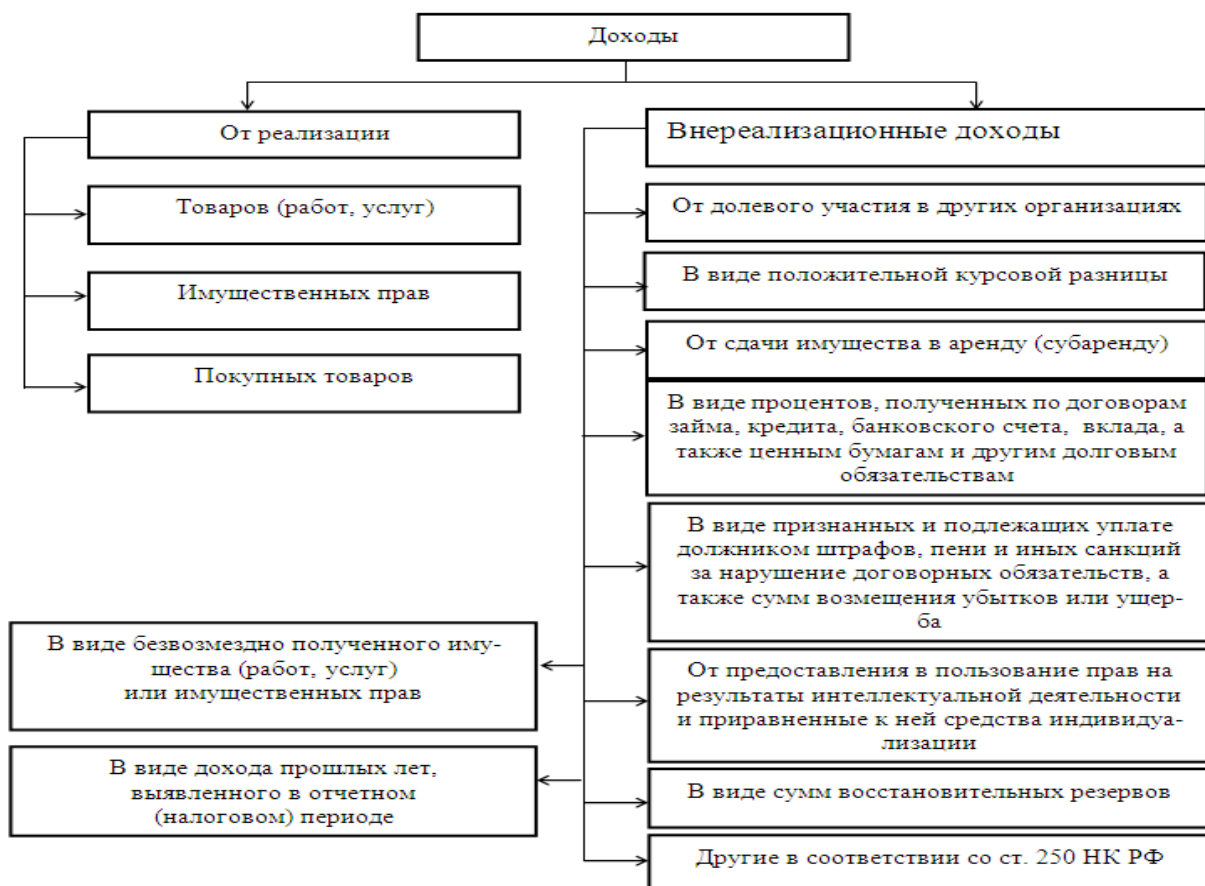 Доходы
От реализации
Товаров (работ, услуг)
Имущественных прав
Покупных товаров
Внереализационные доходы
От долевого участия в других организациях
В виде положительной курсовой разницы
От сдачи имущества в аренду (субаренду)
В виде процентов, полученных по договорам
займа, кредита, банковского счета, вклада, а
также ценным бумагам и другим долговым
обязательствам
В виде признанных и подлежащих уплате
должником штрафов, пени и иных санкций
за нарушение договорных обязательств, а
также сумм возмещения убытков или ущер-
ба
От предоставления в пользование прав на
результаты интеллектуальной деятельности
и приравненные к ней средства индивидуа-
лизации
В виде сумм восстановительных резервов
Другие в соответствии со ст. 250 НК РФ
В виде безвозмездно полученного иму-
щества (работ, услуг)
или имущественных прав
В виде дохода прошлых лет,
выявленного в отчетном
(налоговом) периоде